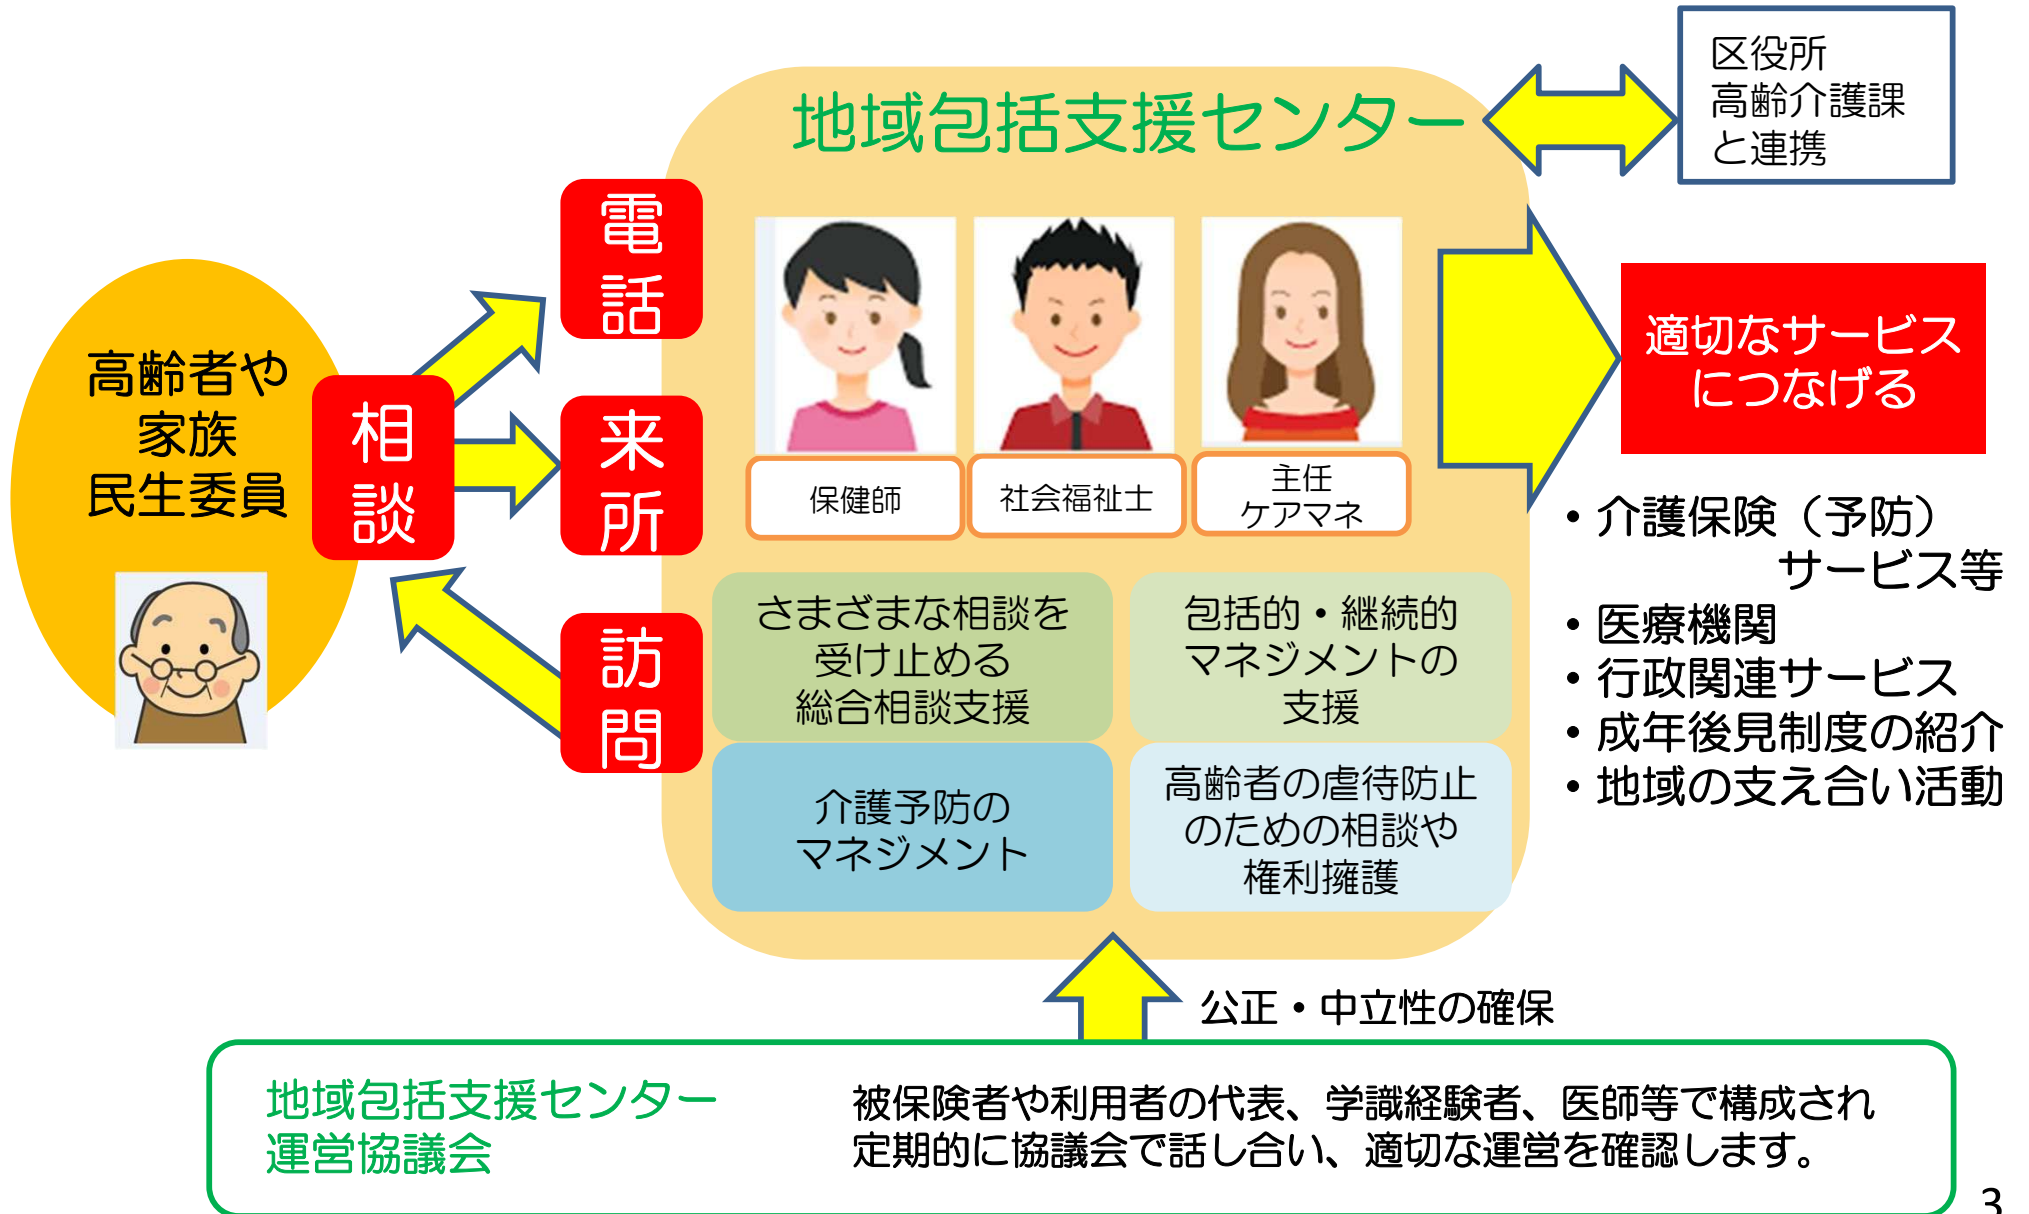 区役所
高齢介護課
と連携
地域包括支援センター
高齢者や
家族
民生委員
相
談
電
話
来
所
訪
問
保健師
社会福祉士
主任
ケアマネ
さまざまな相談を
受け止める
総合相談支援
包括的・継続的
マネジメントの
支援
介護予防の
マネジメント
高齢者の虐待防止
のための相談や
権利擁護
適切なサービス
につなげる
・介護保険（予防）
サービス等
・医療機関
・行政関連サービス
・成年後見制度の紹介
・地域の支え合い活動
公正・中立性の確保
地域包括支援センター
運営協議会
被保険者や利用者の代表、学識経験者、医師等で構成され
定期的に協議会で話し合い、適切な運営を確認します。
3